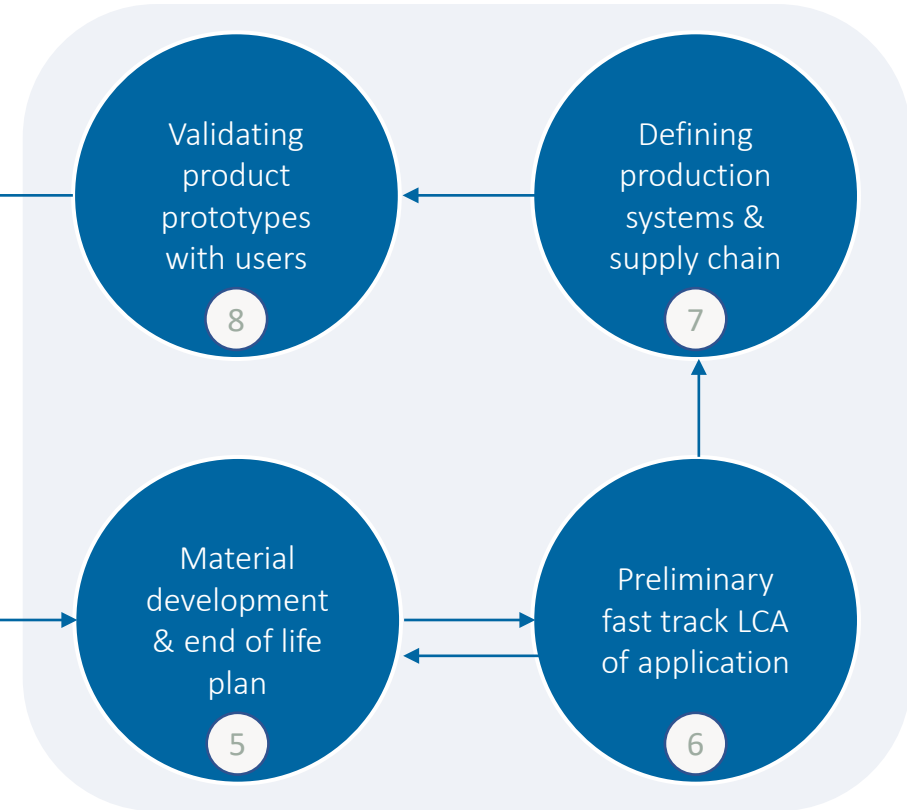 Validating
product
prototypes
with users
8
Defining
production
systems &
supply chain
7
Material
development
& end of life
plan
5
Preliminary
fast track LCA
of application
6